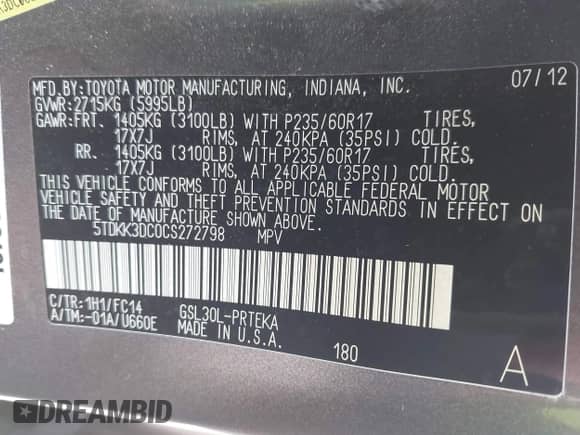 MFD.BY:TOYOTA MOTOR MANUFACTURING, INDIANA, INC. 07/12
GVWR:2715KG (5995LB)
GAWR:FRT. 1405KG (3100LB) WITH P235/60R17 TIRES,
17X7J RIMS, AT 240KPA (35PSI) COLD.
RR. 1405KG (3100LB) WITH P235/60R17 TIRES,
17X7J RIMS, AT 240KPA (35PSI) COLD.
THIS VEHICLE CONFORMS TO ALL APPLICABLE FEDERAL MOTOR
VEHICLE SAFETY AND THEFT PREVENTION STANDARDS IN EFFECT ON
THE DATE OF MANUFACTURE SHOWN ABOVE.
5TDKK3DC0CS272798 MPV
C/TR:1H1/FC14 GSL30L-PRTEKA
A/TM:-01A/U660E MADE IN U.S.A.
180 A
DREAMBID